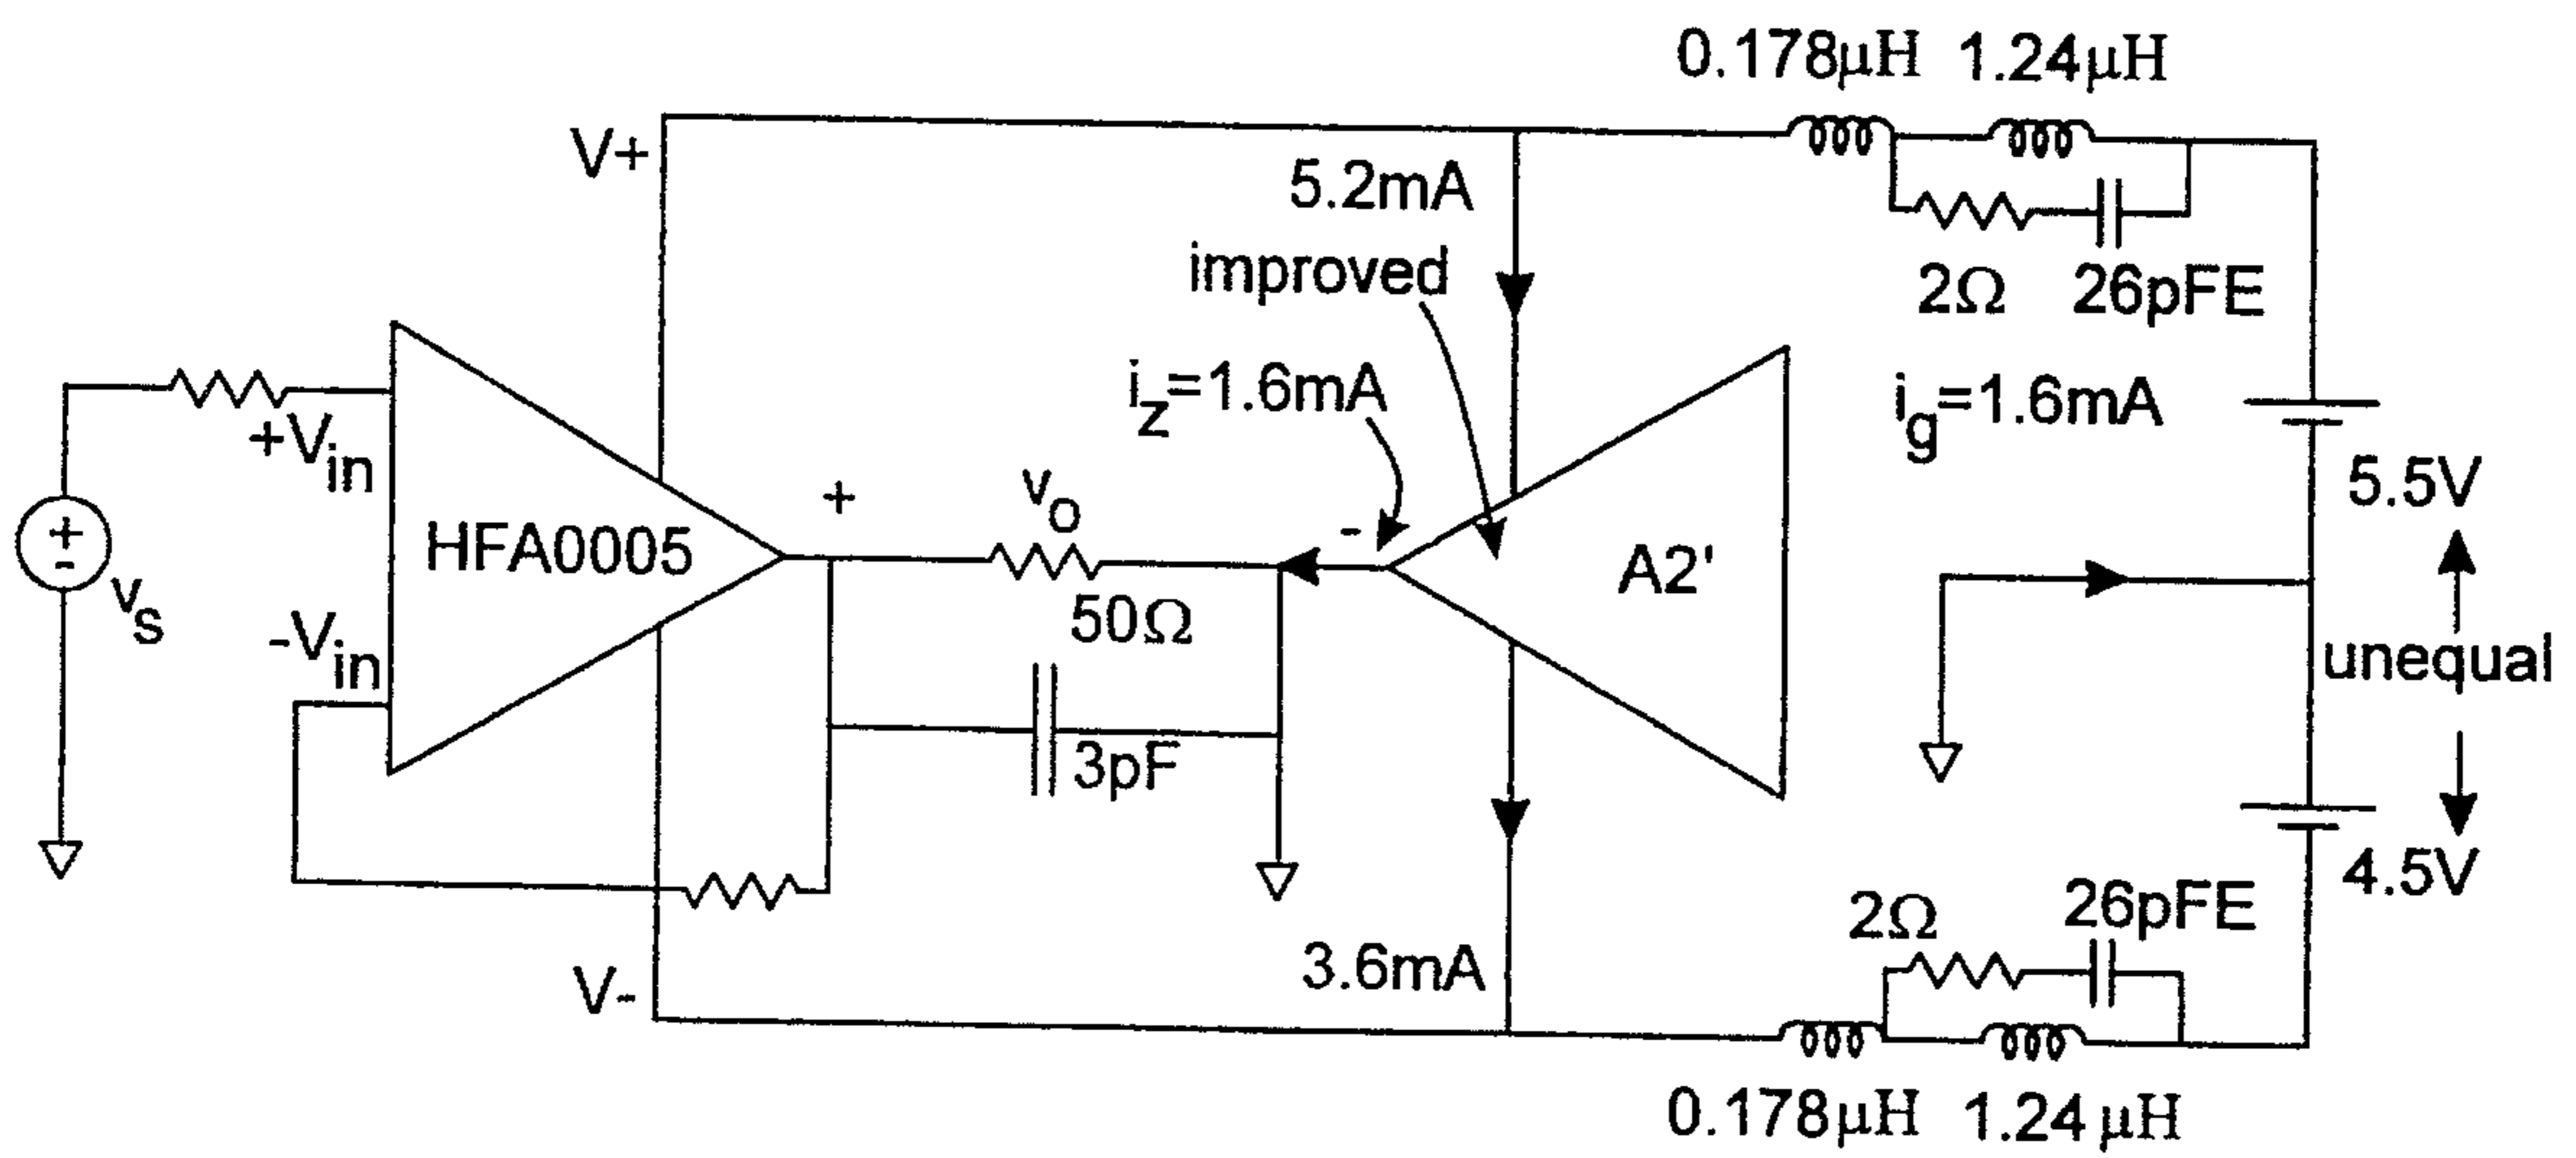 0.178μH 1.24μH
V+
5.2mA
improved
2Ω 26pFE
iz=1.6mA
ig=1.6mA
+Vin
5.5V
+ vo -
HFA0005
A2'
+
-
vs
50Ω
-Vin
unequal
3pF
4.5V
2Ω 26pFE
V-
3.6mA
0.178μH 1.24μH